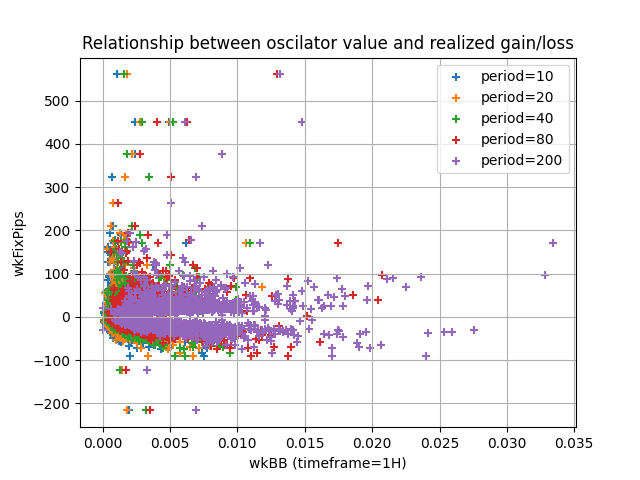 Relationship between oscilator value and realized gain/loss
wkFixPips
500
400
300
200
100
0
−100
−200
0.000 0.005 0.010 0.015 0.020 0.025 0.030 0.035
wkBB (timeframe=1H)
period=10
period=20
period=40
period=80
period=200